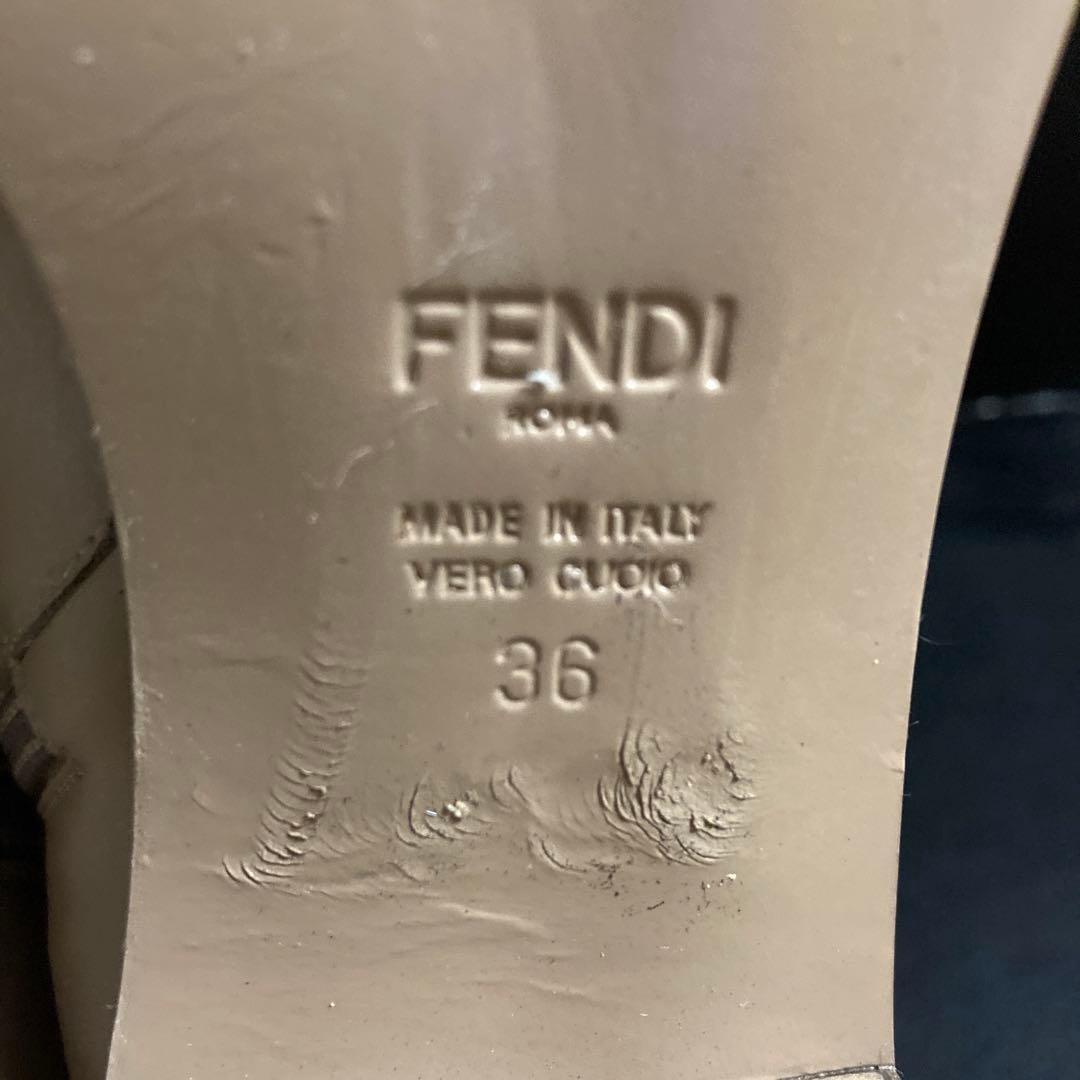 FENDI
ROMA
MADE IN ITALY
VERO CUOIO
36